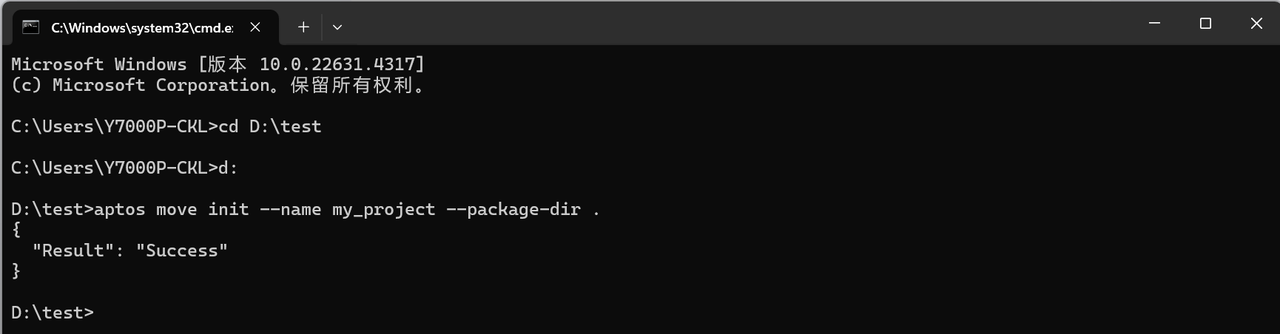 C:\Windows\system32\cmd.e
Microsoft Windows [版本 10.0.22631.4317]
(c) Microsoft Corporation。保留所有权利。
C:\Users\Y7000P-CKL>cd D:\test
C:\Users\Y7000P-CKL>d:
D:\test>aptos move init --name my_project --package-dir .
{
"Result": "Success"
}
D:\test>